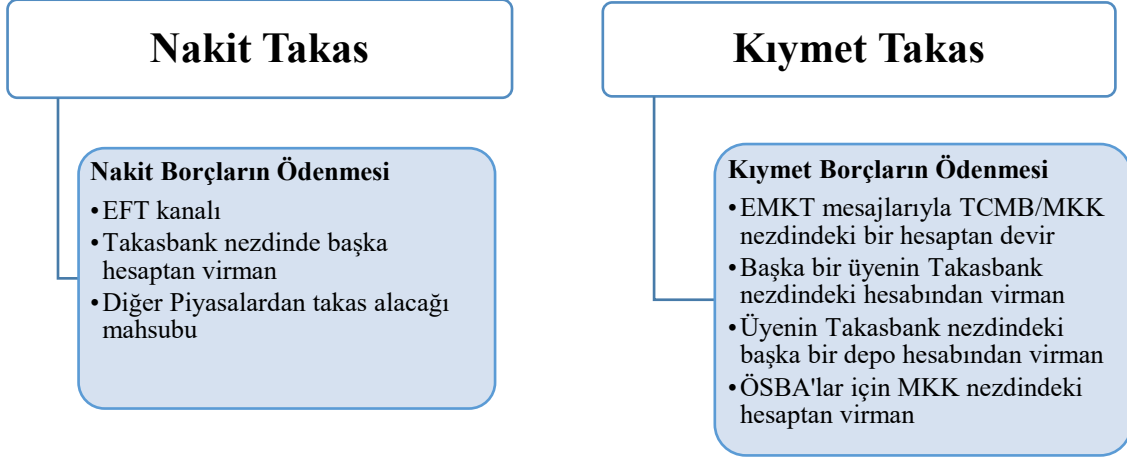 Nakit Takas
Nakit Borçların Ödenmesi
•EFT kanalı
•Takasbank nezdinde başka
hesaptan virman
•Diğer Piyasalardan takas alacağı
mahsubu
Kıymet Takas
Kıymet Borçların Ödenmesi
•EMKT mesajlarıyla TCMB/MKK
nezdindeki bir hesaptan devir
•Başka bir üyenin Takasbank
nezdindeki hesabından virman
•Üyenin Takasbank nezdindeki
başka bir depo hesabından virman
•ÖSBA'lar için MKK nezdindeki
hesaptan virman